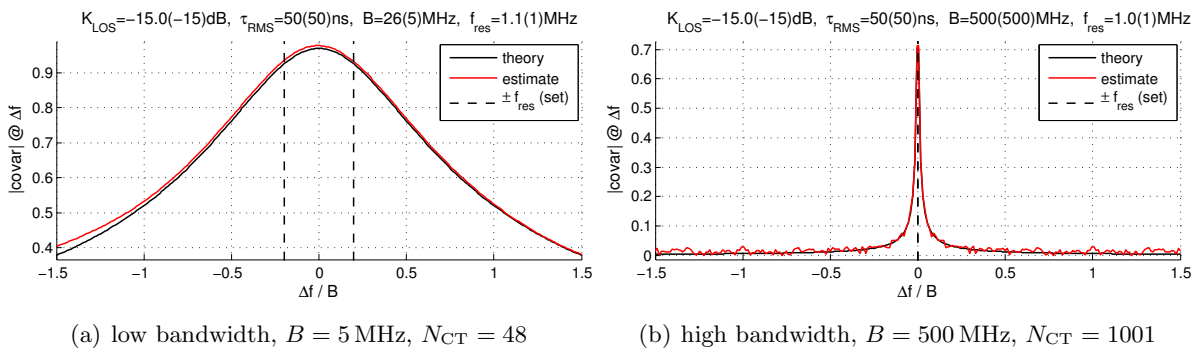 K_LOS=-15.0(-15)dB, τ_RMS=50(50)ns, B=26(5)MHz, f_res=1.1(1)MHz
|covar| @ Δf
0.9
0.8
0.7
0.6
0.5
0.4
theory
estimate
± f_res (set)
−1.5 −1 −0.5 0 0.5 1 1.5
Δf / B
(a) low bandwidth, B = 5 MHz, N_CT = 48
K_LOS=-15.0(-15)dB, τ_RMS=50(50)ns, B=500(500)MHz, f_res=1.0(1)MHz
|covar| @ Δf
0.7
0.6
0.5
0.4
0.3
0.2
0.1
0
theory
estimate
± f_res (set)
−1.5 −1 −0.5 0 0.5 1 1.5
Δf / B
(b) high bandwidth, B = 500 MHz, N_CT = 1001